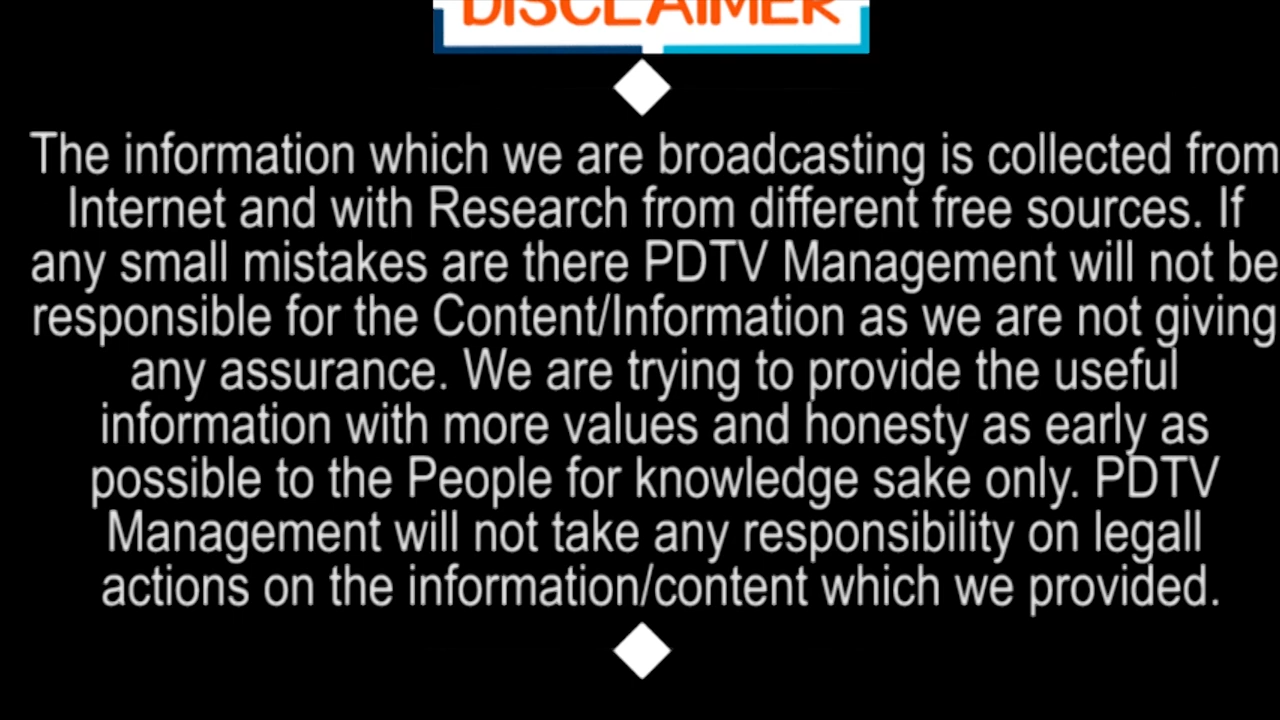 DISCLAIMER
The information which we are broadcasting is collected from
Internet and with Research from different free sources. If
any small mistakes are there PDTV Management will not be
responsible for the Content/Information as we are not giving
any assurance. We are trying to provide the useful
information with more values and honesty as early as
possible to the People for knowledge sake only. PDTV
Management will not take any responsibility on legall
actions on the information/content which we provided.